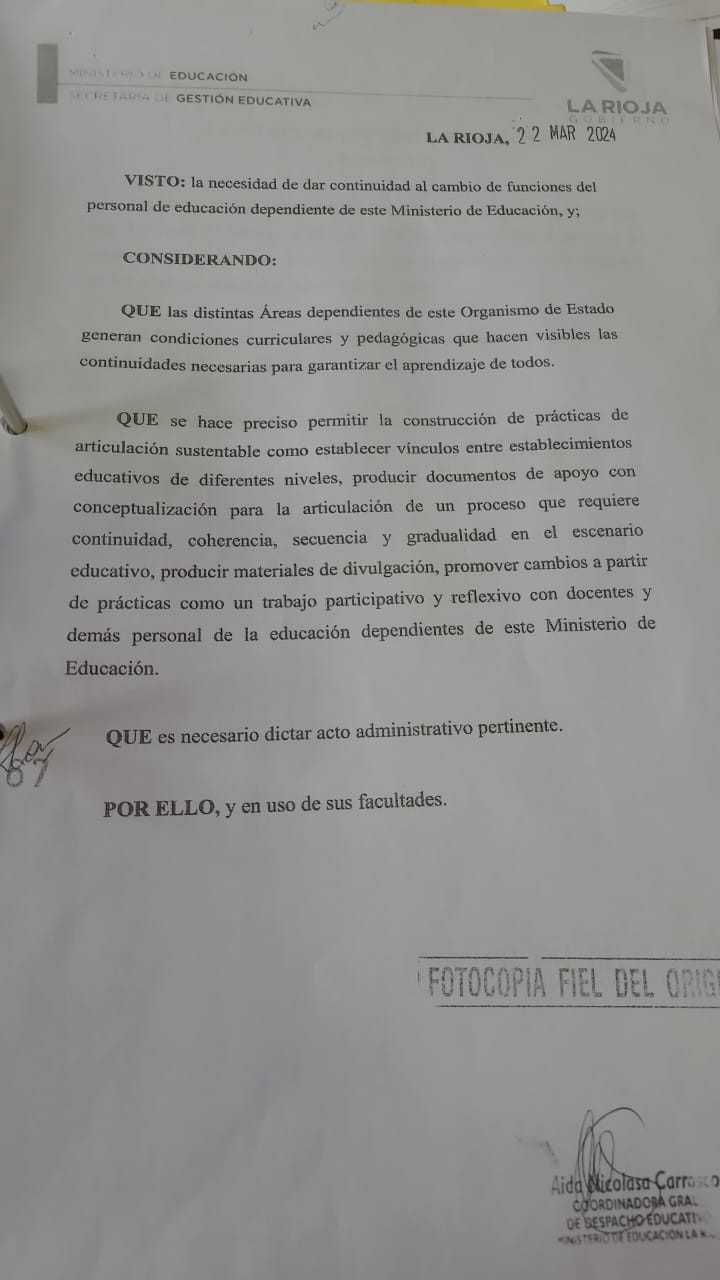 MINISTERIO DE EDUCACIÓN
SECRETARIA DE GESTIÓN EDUCATIVA
LA RIOJA
GOBIERNO
LA RIOJA, 22 MAR 2024
VISTO: la necesidad de dar continuidad al cambio de funciones del
personal de educación dependiente de este Ministerio de Educación, y;
CONSIDERANDO:
QUE las distintas Áreas dependientes de este Organismo de Estado
generan condiciones curriculares y pedagógicas que hacen visibles las
continuidades necesarias para garantizar el aprendizaje de todos.
QUE se hace preciso permitir la construcción de prácticas de
articulación sustentable como establecer vínculos entre establecimientos
educativos de diferentes niveles, producir documentos de apoyo con
conceptualización para la articulación de un proceso que requiere
continuidad, coherencia, secuencia y gradualidad en el escenario
educativo, producir materiales de divulgación, promover cambios a partir
de prácticas como un trabajo participativo y reflexivo con docentes y
demás personal de la educación dependientes de este Ministerio de
Educación.
QUE es necesario dictar acto administrativo pertinente.
POR ELLO, y en uso de sus facultades.
FOTOCOPIA FIEL DEL ORIG
Aida Nicolasa Carrasco
COORDINADORA GRAL
DE DESPACHO EDUCATIVO
MINISTERIO DE EDUCACIÓN LA